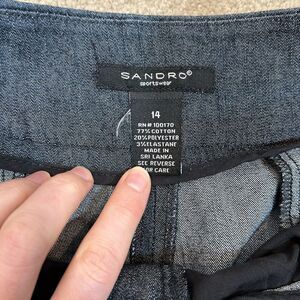 SANDRO®
sportswear
14
RN# 100170
77% COTTON
20% POLYESTER
3% ELASTANE
MADE IN
SRI LANKA
SEE REVERSE
FOR CARE